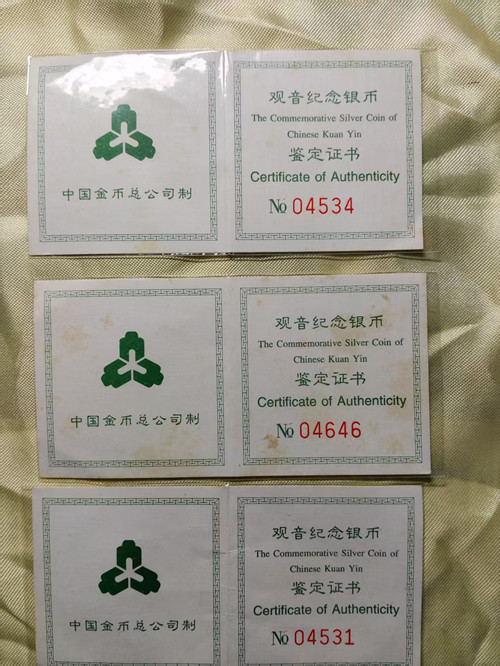 中国金币总公司制
观音纪念银币
The Commemorative Silver Coin of
Chinese Kuan Yin
鉴定证书
Certificate of Authenticity
No 04534
中国金币总公司制
观音纪念银币
The Commemorative Silver Coin of
Chinese Kuan Yin
鉴定证书
Certificate of Authenticity
No 04646
中国金币总公司制
观音纪念银币
The Commemorative Silver Coin of
Chinese Kuan Yin
鉴定证书
Certificate of Authenticity
No 04531